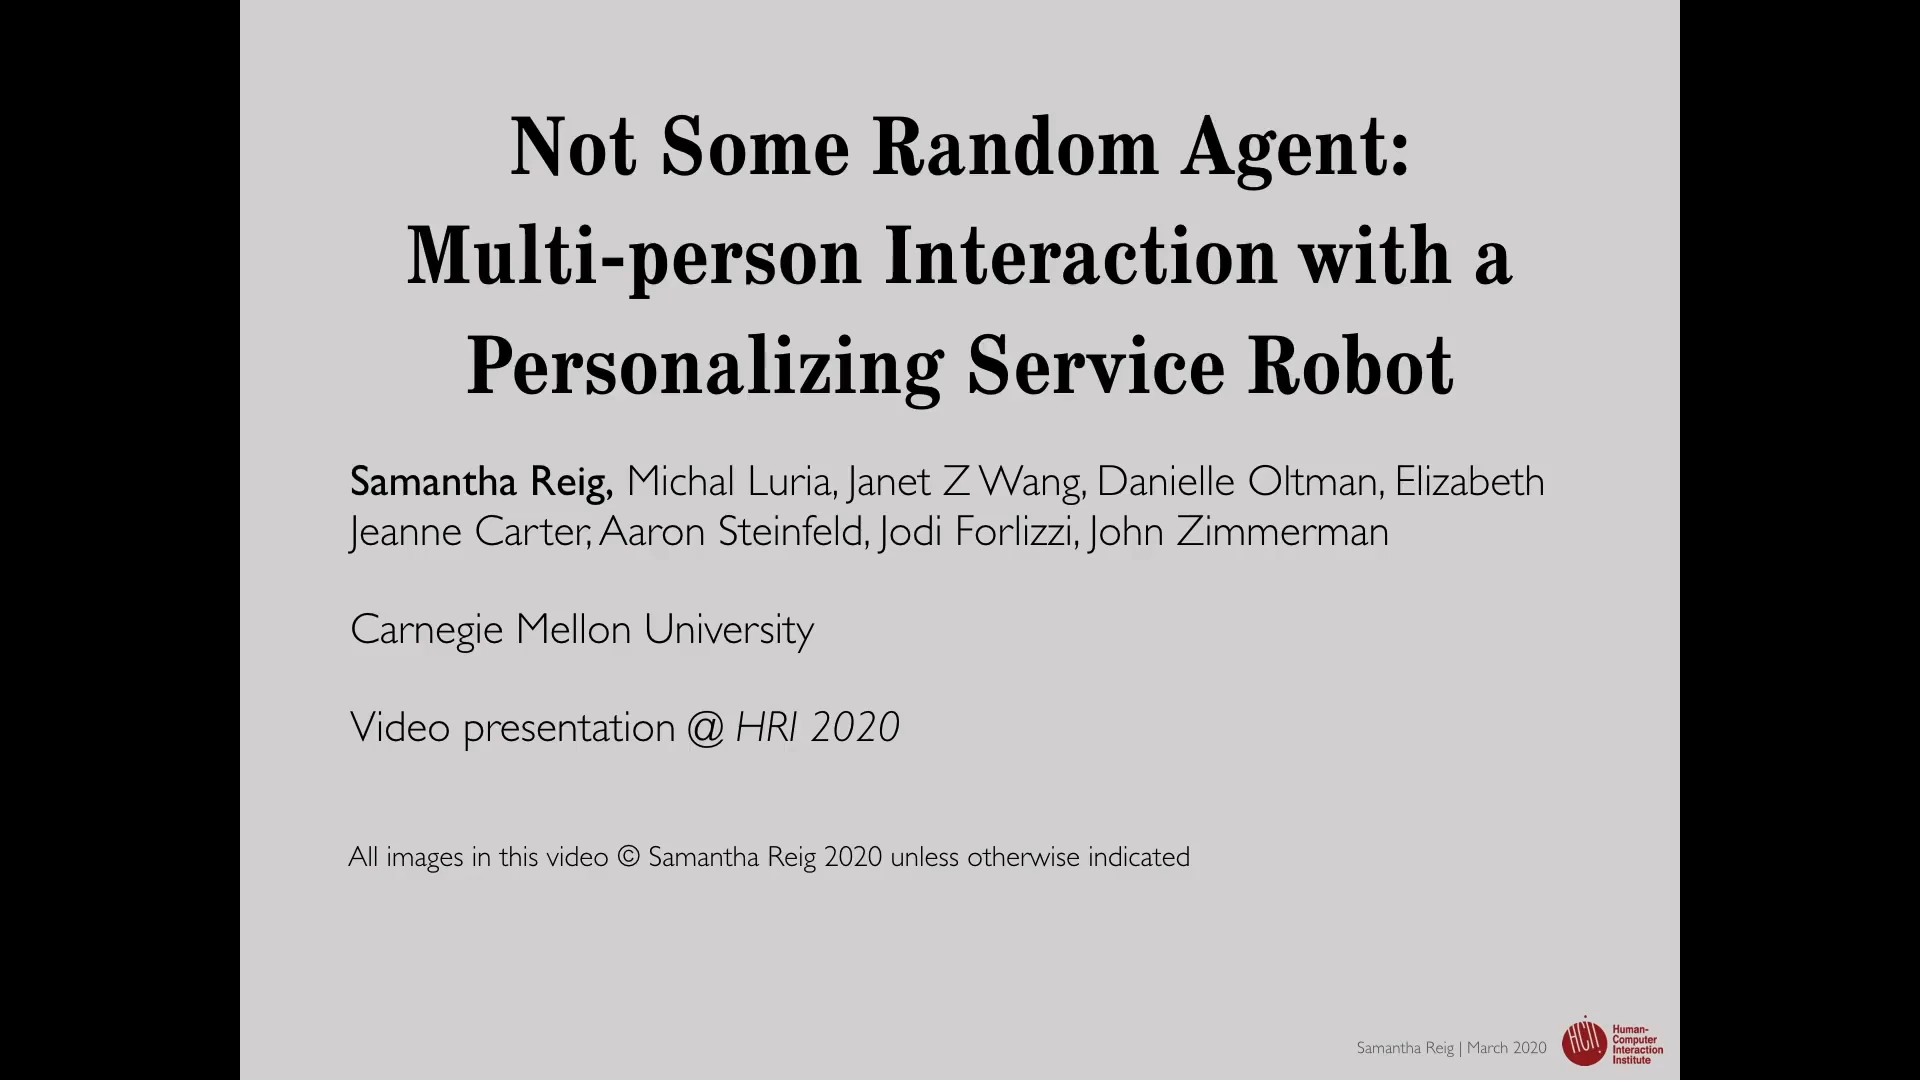 Not Some Random Agent:
Multi-person Interaction with a
Personalizing Service Robot
Samantha Reig, Michal Luria, Janet Z Wang, Danielle Oltman, Elizabeth
Jeanne Carter, Aaron Steinfeld, Jodi Forlizzi, John Zimmerman
Carnegie Mellon University
Video presentation @ HRI 2020
All images in this video © Samantha Reig 2020 unless otherwise indicated
Samantha Reig | March 2020
HCII
Human-
Computer
Interaction
Institute